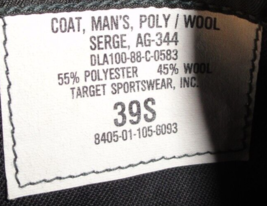 COAT, MAN'S, POLY / WOOL
SERGE, AG-344
DLA100-88-C-0583
55% POLYESTER 45% WOOL
TARGET SPORTSWEAR, INC.
39S
8405-01-105-6093